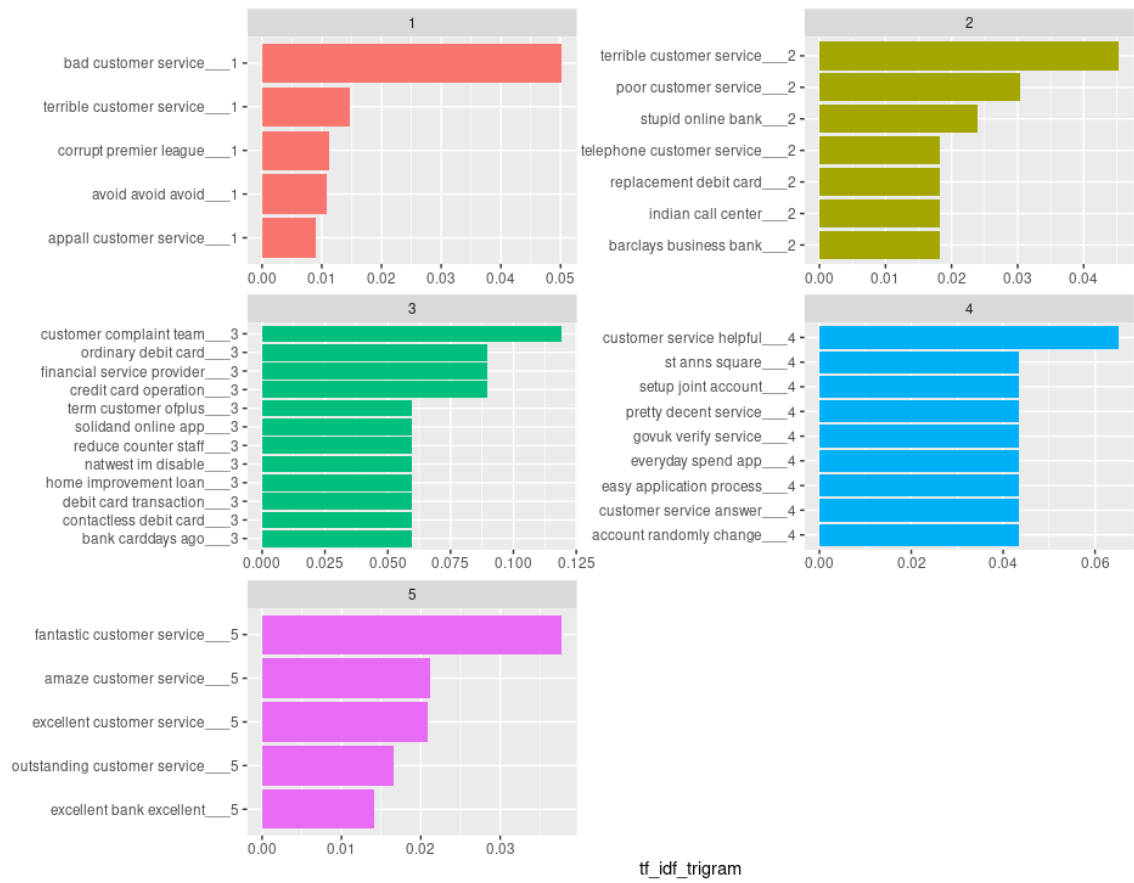 1
bad customer service___1
terrible customer service___1
corrupt premier league___1
avoid avoid avoid___1
appall customer service___1
0.00 0.01 0.02 0.03 0.04 0.05
2
terrible customer service___2
poor customer service___2
stupid online bank___2
telephone customer service___2
replacement debit card___2
indian call center___2
barclays business bank___2
0.00 0.01 0.02 0.03 0.04
3
customer complaint team___3
ordinary debit card___3
financial service provider___3
credit card operation___3
term customer ofplus___3
solidand online app___3
reduce counter staff___3
natwest im disable___3
home improvement loan___3
debit card transaction___3
contactless debit card___3
bank carddays ago___3
0.000 0.025 0.050 0.075 0.100 0.125
4
customer service helpful___4
st anns square___4
setup joint account___4
pretty decent service___4
govuk verify service___4
everyday spend app___4
easy application process___4
customer service answer___4
account randomly change___4
0.00 0.02 0.04 0.06
5
fantastic customer service___5
amaze customer service___5
excellent customer service___5
outstanding customer service___5
excellent bank excellent___5
0.00 0.01 0.02 0.03
tf_idf_trigram